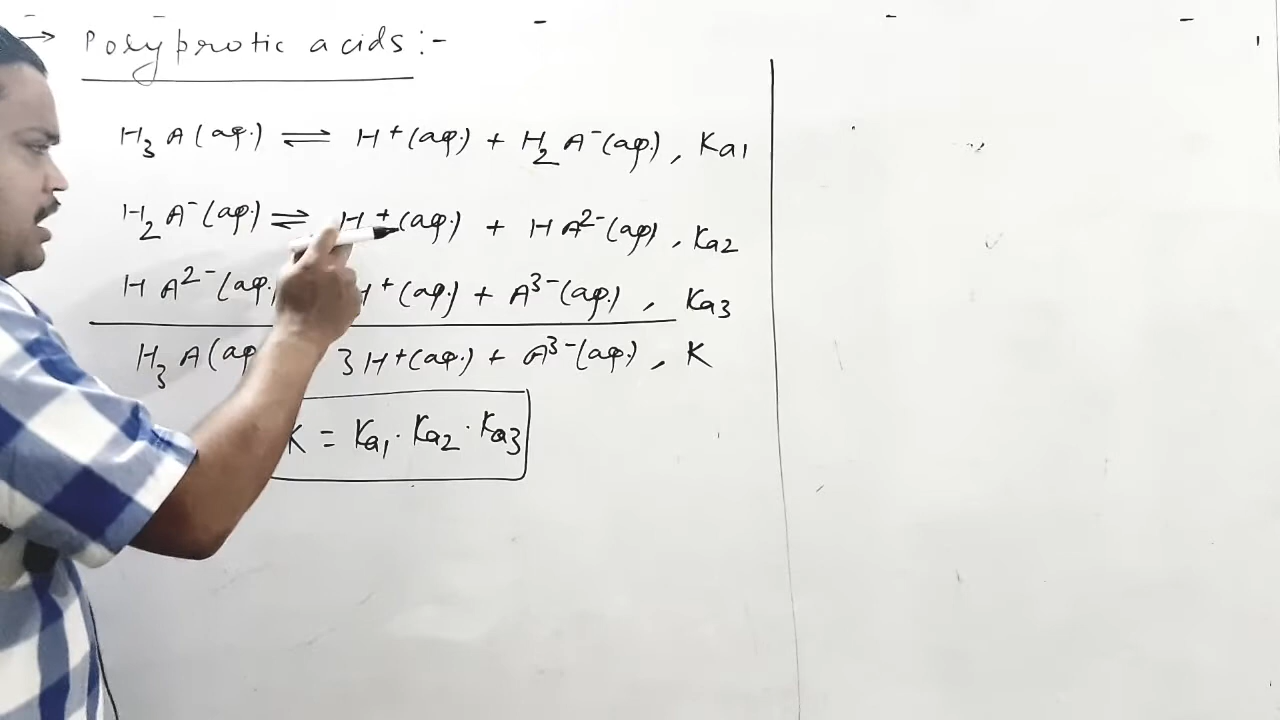 → Polyprotic acids :-
H₃A(aq.) ⇌ H⁺(aq.) + H₂A⁻(aq.), Ka₁
H₂A⁻(aq.) ⇌ H⁺(aq.) + HA²⁻(aq), Ka₂
HA²⁻(aq. H⁺(aq.) + A³⁻(aq.), Ka₃
H₃A(aq 3H⁺(aq.) + A³⁻(aq.), K
K = Ka₁ · Ka₂ · Ka₃